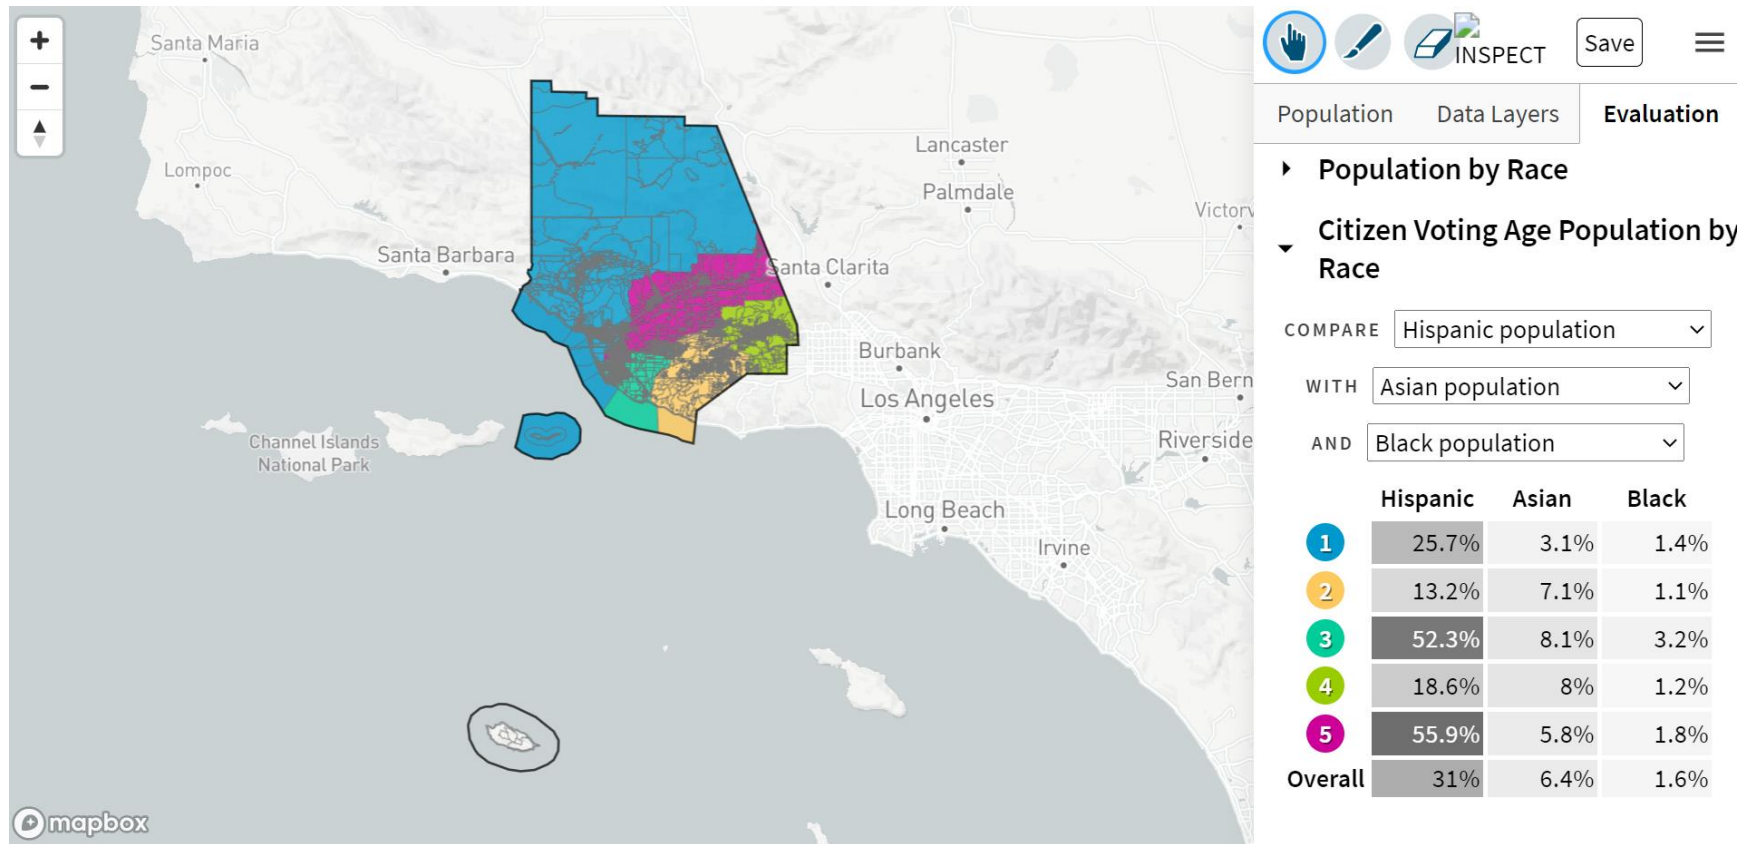 +
−
Santa Maria
Lompoc
Santa Barbara
Channel Islands
National Park
Lancaster
Palmdale
Victorv
Santa Clarita
Burbank
Los Angeles
San Bern
Riverside
Long Beach
Irvine
mapbox
INSPECT
Save
Population
Data Layers
Evaluation
Population by Race
Citizen Voting Age Population by
Race
COMPARE Hispanic population
WITH Asian population
AND Black population
Hispanic Asian Black
1 25.7% 3.1% 1.4%
2 13.2% 7.1% 1.1%
3 52.3% 8.1% 3.2%
4 18.6% 8% 1.2%
5 55.9% 5.8% 1.8%
Overall 31% 6.4% 1.6%